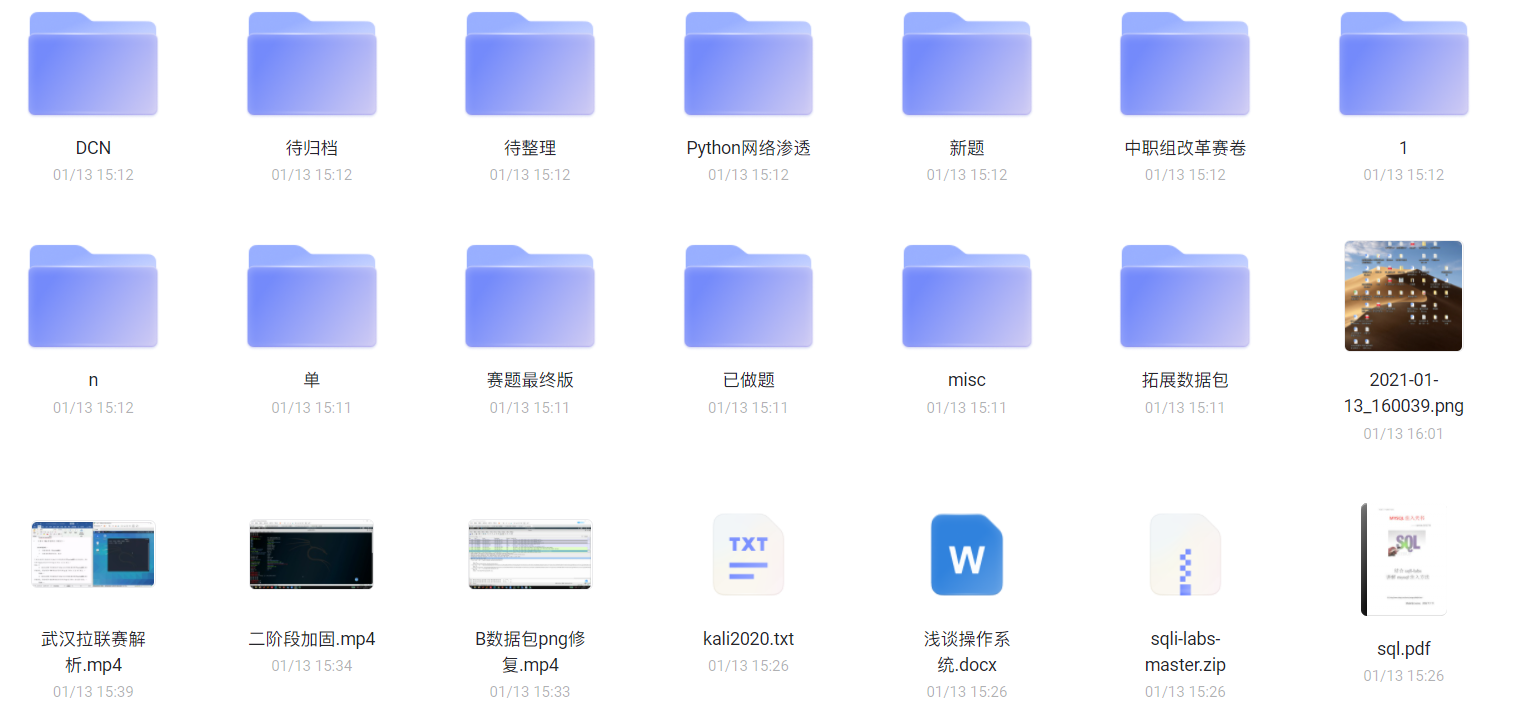 DCN
01/13 15:12
待归档
01/13 15:12
待整理
01/13 15:12
Python网络渗透
01/13 15:12
新题
01/13 15:12
中职组改革赛卷
01/13 15:12
1
01/13 15:12
n
01/13 15:12
单
01/13 15:11
赛题最终版
01/13 15:11
已做题
01/13 15:11
misc
01/13 15:11
拓展数据包
01/13 15:11
2021-01-
13_160039.png
01/13 16:01
武汉拉联赛解
析.mp4
01/13 15:39
二阶段加固.mp4
01/13 15:34
B数据包png修
复.mp4
01/13 15:33
TXT
kali2020.txt
01/13 15:26
W
浅谈操作系
统.docx
01/13 15:26
sqli-labs-
master.zip
01/13 15:26
SQL
sql.pdf
01/13 15:26